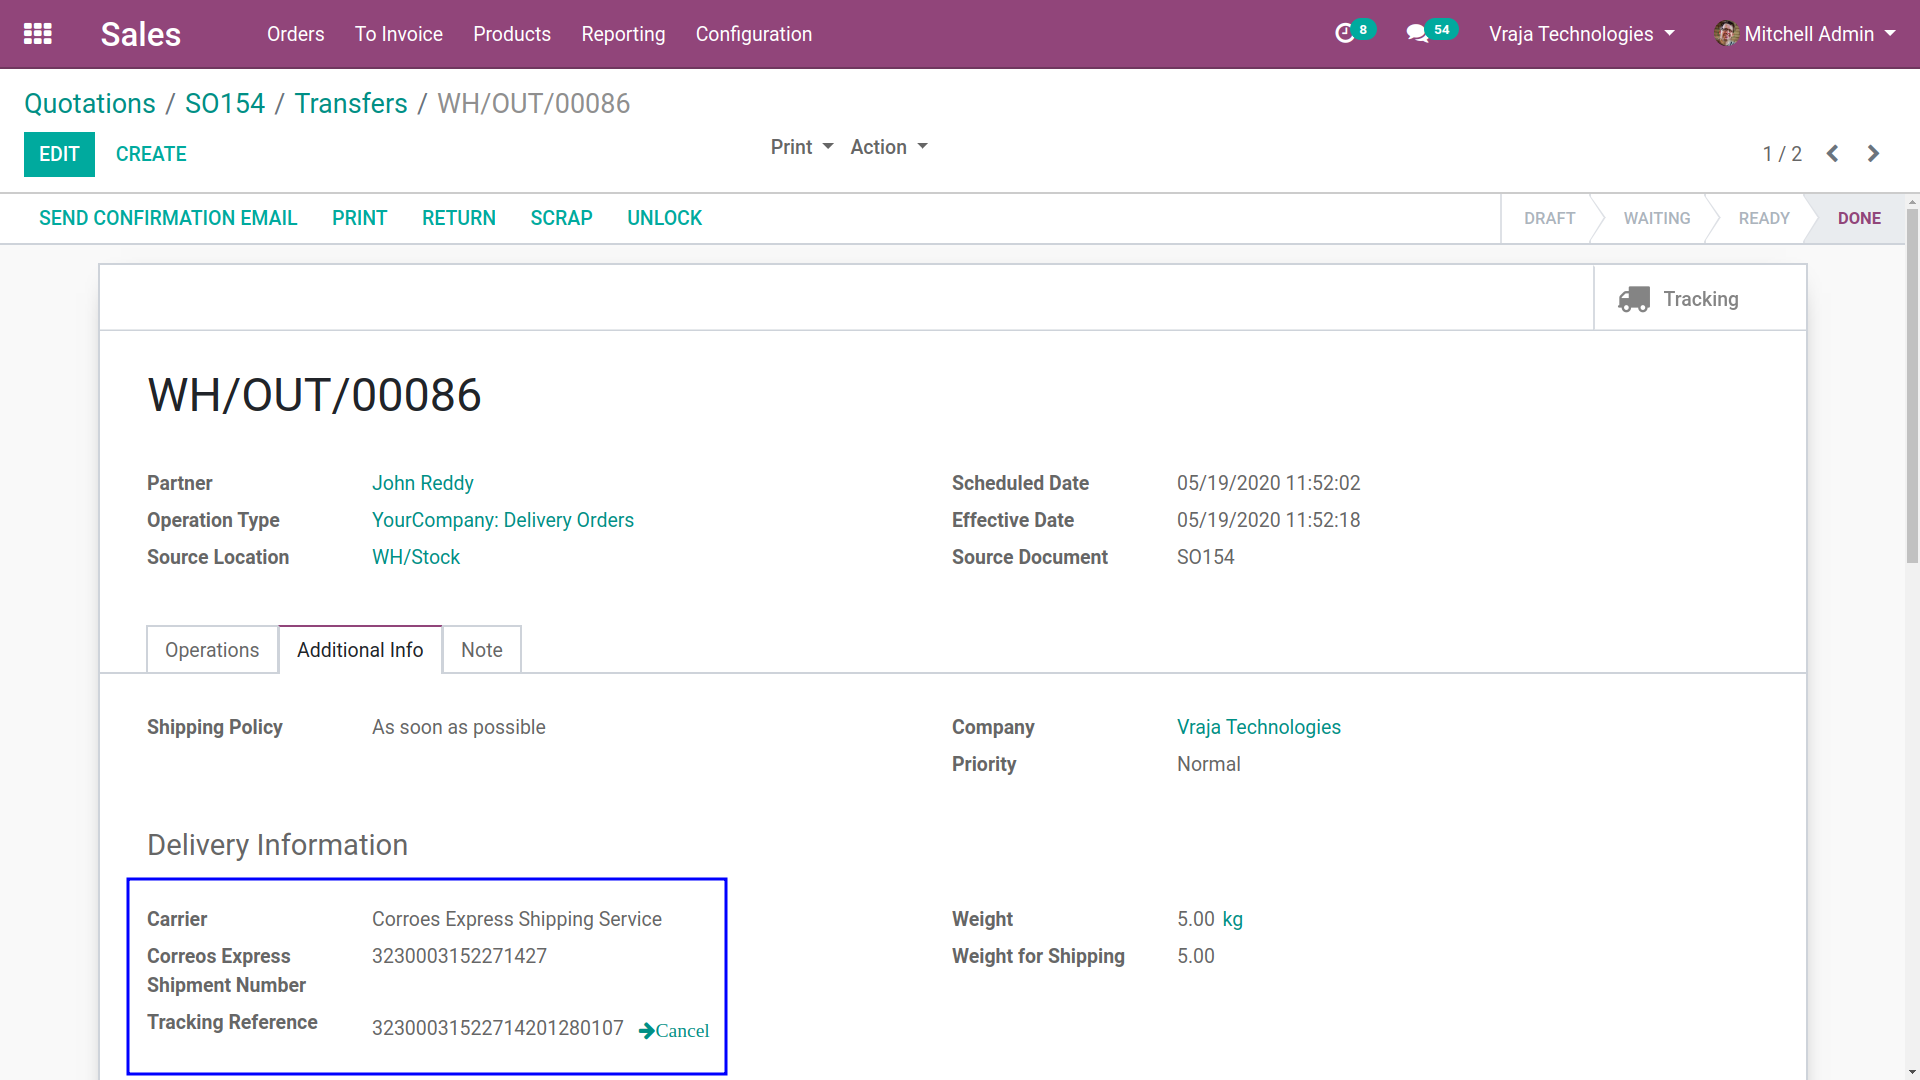 Sales Orders To Invoice Products Reporting Configuration 8 54 Vraja Technologies Mitchell Admin
Quotations / SO154 / Transfers / WH/OUT/00086
EDIT CREATE Print Action 1 / 2
SEND CONFIRMATION EMAIL PRINT RETURN SCRAP UNLOCK DRAFT WAITING READY DONE
Tracking
WH/OUT/00086
Partner John Reddy Scheduled Date 05/19/2020 11:52:02
Operation Type YourCompany: Delivery Orders Effective Date 05/19/2020 11:52:18
Source Location WH/Stock Source Document SO154
Operations Additional Info Note
Shipping Policy As soon as possible Company Vraja Technologies
Priority Normal
Delivery Information
Carrier Corroes Express Shipping Service Weight 5.00 kg
Correos Express 3230003152271427 Weight for Shipping 5.00
Shipment Number
Tracking Reference 32300031522714201280107 Cancel